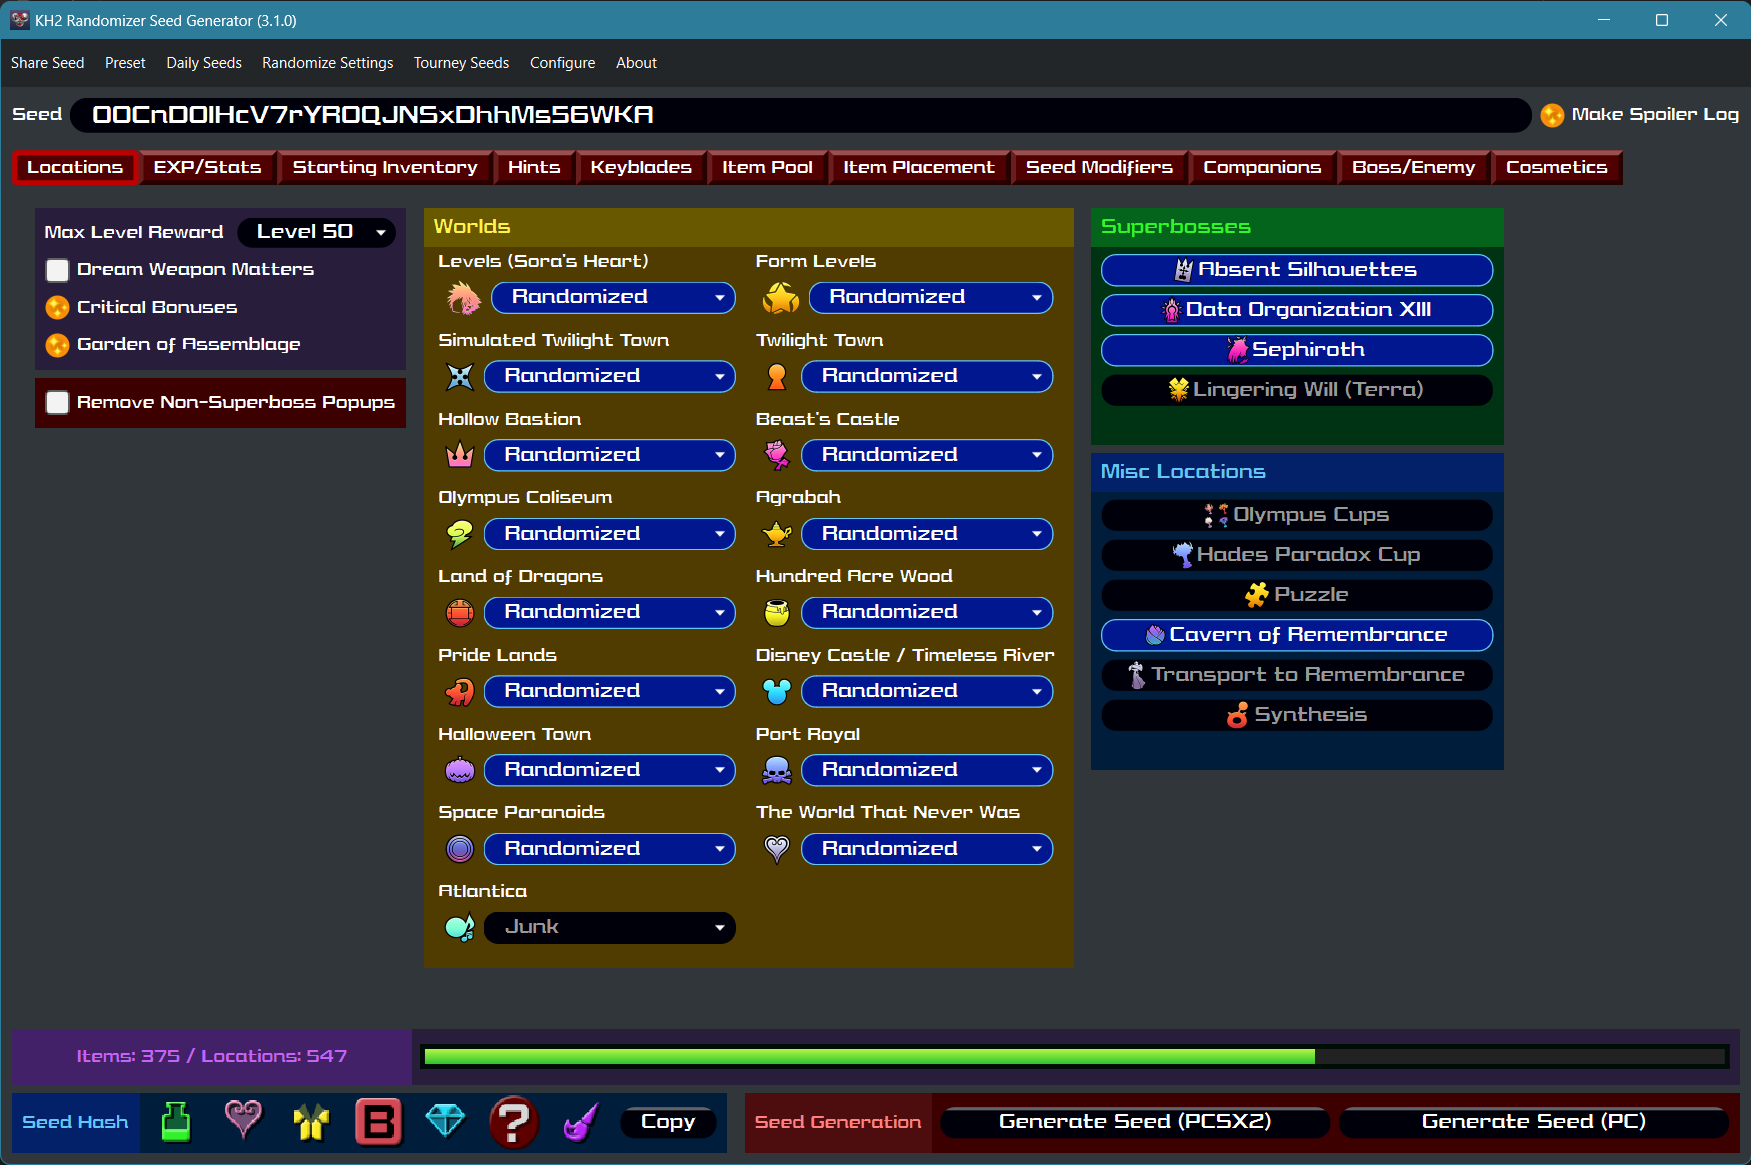 KH2 Randomizer Seed Generator (3.1.0)
Share Seed Preset Daily Seeds Randomize Settings Tourney Seeds Configure About
Seed 00CnD0IHcV7rYR0QJNSxDhhMs56WKA Make Spoiler Log
Locations EXP/Stats Starting Inventory Hints Keyblades Item Pool Item Placement Seed Modifiers Companions Boss/Enemy Cosmetics
Max Level Reward Level 50
Dream Weapon Matters
Critical Bonuses
Garden of Assemblage
Remove Non-Superboss Popups
Worlds
Levels (Sora's Heart) Form Levels
Randomized Randomized
Simulated Twilight Town Twilight Town
Randomized Randomized
Hollow Bastion Beast's Castle
Randomized Randomized
Olympus Coliseum Agrabah
Randomized Randomized
Land of Dragons Hundred Acre Wood
Randomized Randomized
Pride Lands Disney Castle / Timeless River
Randomized Randomized
Halloween Town Port Royal
Randomized Randomized
Space Paranoids The World That Never Was
Randomized Randomized
Atlantica
Junk
Superbosses
Absent Silhouettes
Data Organization XIII
Sephiroth
Lingering Will (Terra)
Misc Locations
Olympus Cups
Hades Paradox Cup
Puzzle
Cavern of Remembrance
Transport to Remembrance
Synthesis
Items: 375 / Locations: 547
Seed Hash B ? Copy Seed Generation Generate Seed (PCSX2) Generate Seed (PC)